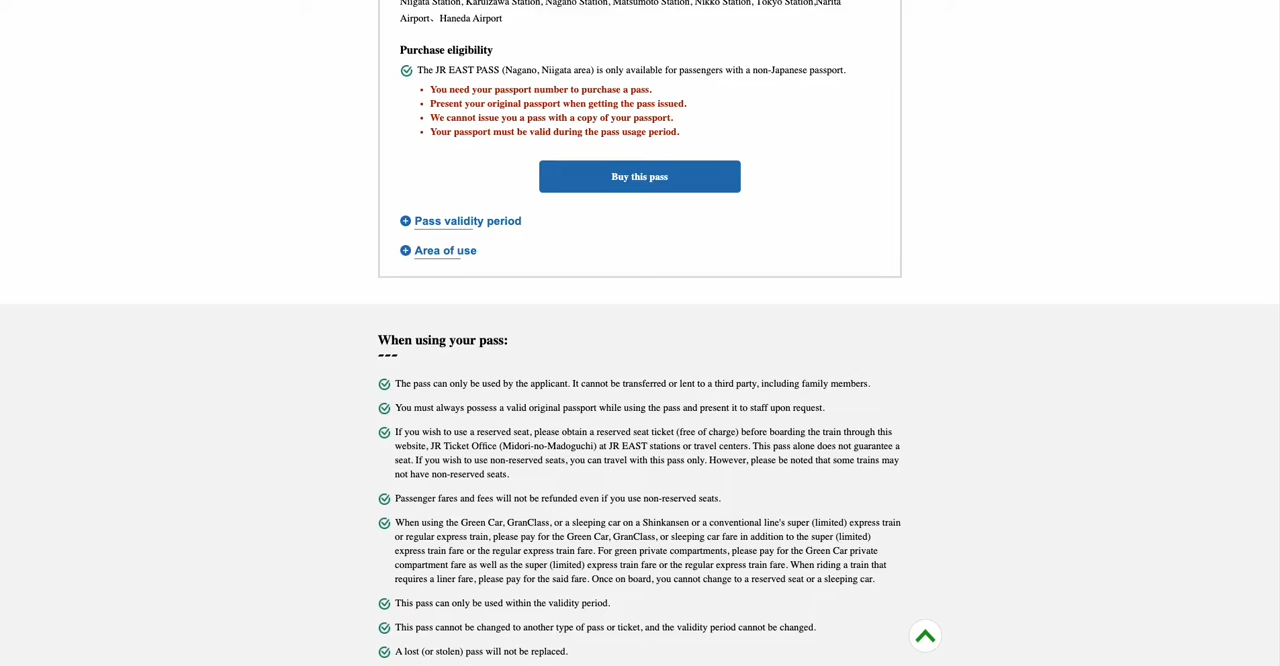 Niigata Station, Karuizawa Station, Nagano Station, Matsumoto Station, Nikko Station, Tokyo Station,Narita
Airport、Haneda Airport
Purchase eligibility
The JR EAST PASS (Nagano, Niigata area) is only available for passengers with a non-Japanese passport.
• You need your passport number to purchase a pass.
• Present your original passport when getting the pass issued.
• We cannot issue you a pass with a copy of your passport.
• Your passport must be valid during the pass usage period.
Buy this pass
Pass validity period
Area of use
When using your pass:
The pass can only be used by the applicant. It cannot be transferred or lent to a third party, including family members.
You must always possess a valid original passport while using the pass and present it to staff upon request.
If you wish to use a reserved seat, please obtain a reserved seat ticket (free of charge) before boarding the train through this
website, JR Ticket Office (Midori-no-Madoguchi) at JR EAST stations or travel centers. This pass alone does not guarantee a
seat. If you wish to use non-reserved seats, you can travel with this pass only. However, please be noted that some trains may
not have non-reserved seats.
Passenger fares and fees will not be refunded even if you use non-reserved seats.
When using the Green Car, GranClass, or a sleeping car on a Shinkansen or a conventional line's super (limited) express train
or regular express train, please pay for the Green Car, GranClass, or sleeping car fare in addition to the super (limited)
express train fare or the regular express train fare. For green private compartments, please pay for the Green Car private
compartment fare as well as the super (limited) express train fare or the regular express train fare. When riding a train that
requires a liner fare, please pay for the said fare. Once on board, you cannot change to a reserved seat or a sleeping car.
This pass can only be used within the validity period.
This pass cannot be changed to another type of pass or ticket, and the validity period cannot be changed.
A lost (or stolen) pass will not be replaced.